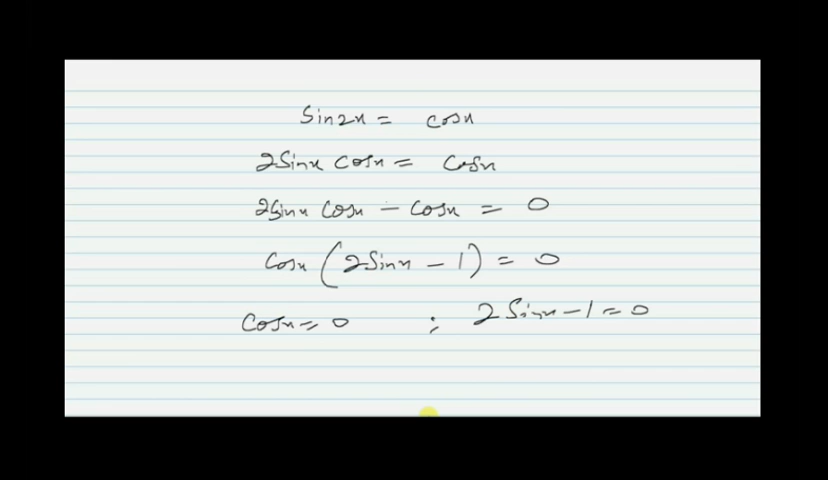 Sin2x = cosx
2Sinx cosx = cosx
2Sinx cosx - cosx = 0
cosx (2Sinx - 1) = 0
cosx = 0 ; 2Sinx - 1 = 0